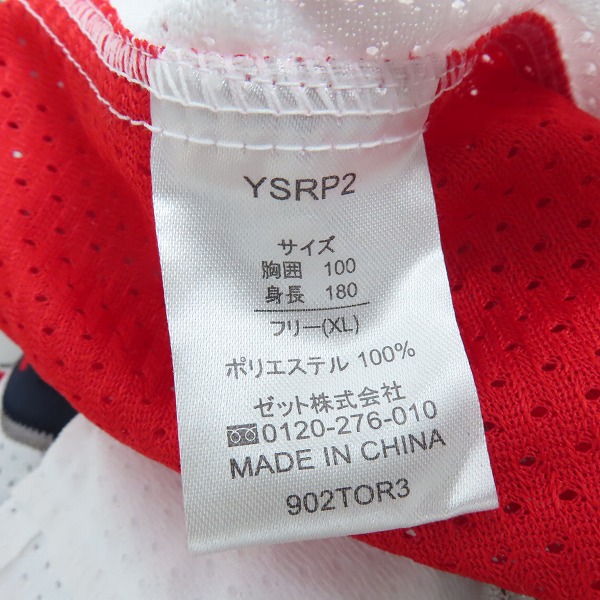 YSRP2
サイズ
胸囲 100
身長 180
フリー(XL)
ポリエステル 100%
ゼット株式会社
0120-276-010
MADE IN CHINA
902TOR3